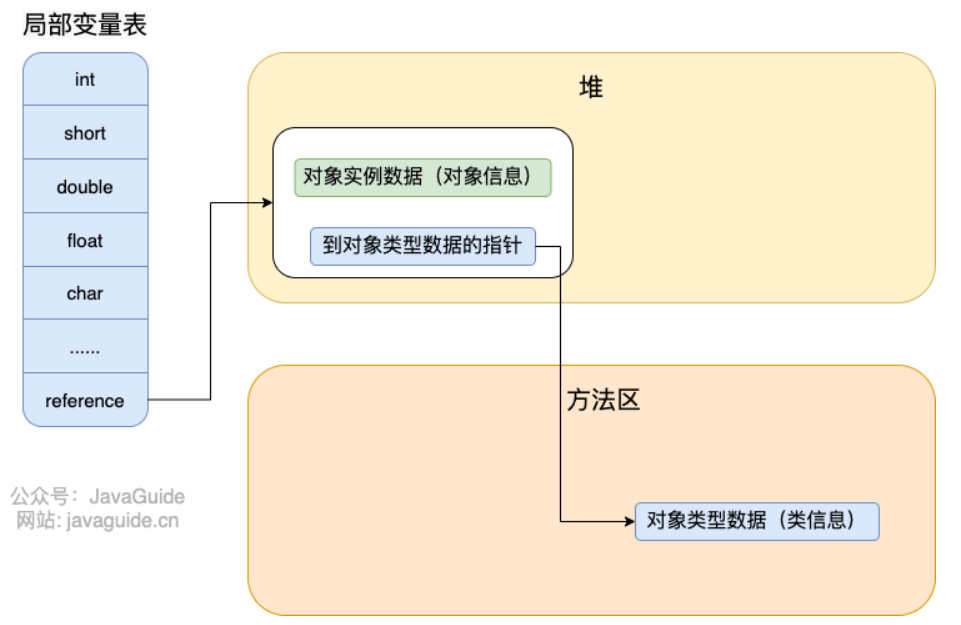 局部变量表
int
short
double
float
char
......
reference
堆
对象实例数据（对象信息）
到对象类型数据的指针
方法区
对象类型数据（类信息）
公众号：JavaGuide
网站: javaguide.cn